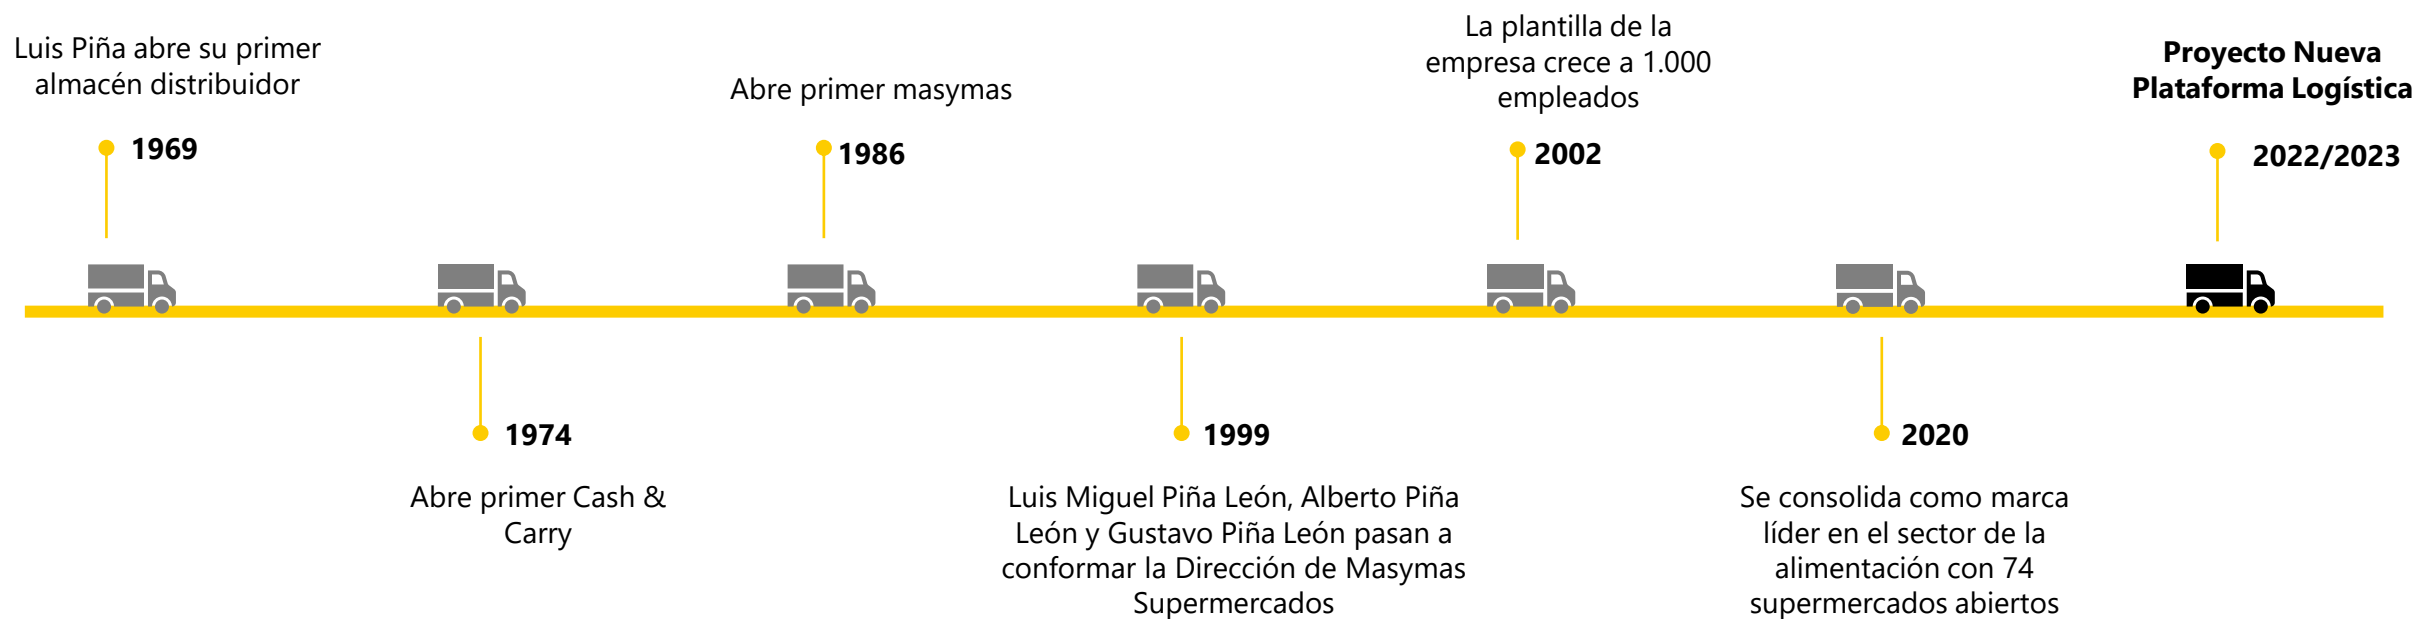 Luis Piña abre su primer
almacén distribuidor
1969
1974
Abre primer Cash &
Carry
Abre primer masymas
1986
1999
Luis Miguel Piña León, Alberto Piña
León y Gustavo Piña León pasan a
conformar la Dirección de Masymas
Supermercados
La plantilla de la
empresa crece a 1.000
empleados
2002
2020
Se consolida como marca
líder en el sector de la
alimentación con 74
supermercados abiertos
Proyecto Nueva
Plataforma Logística
2022/2023